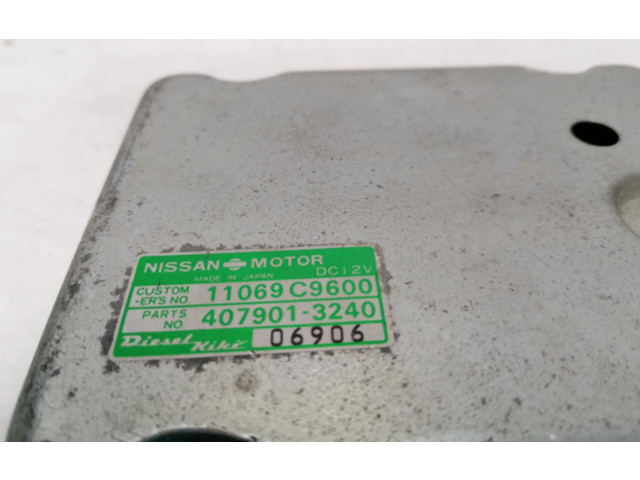 NISSAN MOTOR
MADE IN JAPAN DC12V
CUSTOM -ER'S NO. 11069 C9600
PARTS NO. 407901-3240
Diesel Kiki 06906